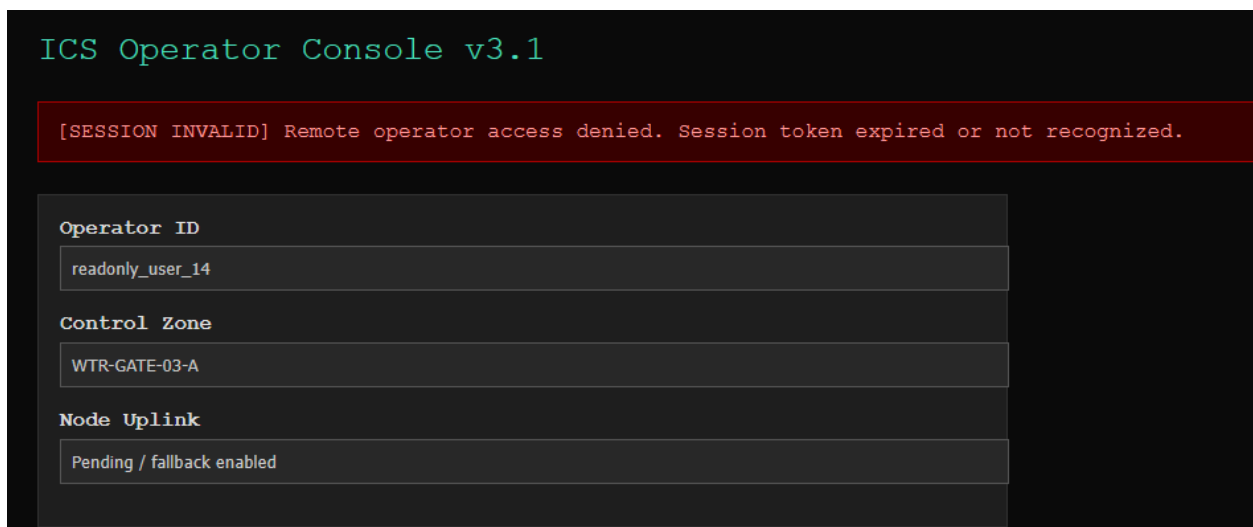 ICS Operator Console v3.1
[SESSION INVALID] Remote operator access denied. Session token expired or not recognized.
Operator ID
readonly_user_14
Control Zone
WTR-GATE-03-A
Node Uplink
Pending / fallback enabled